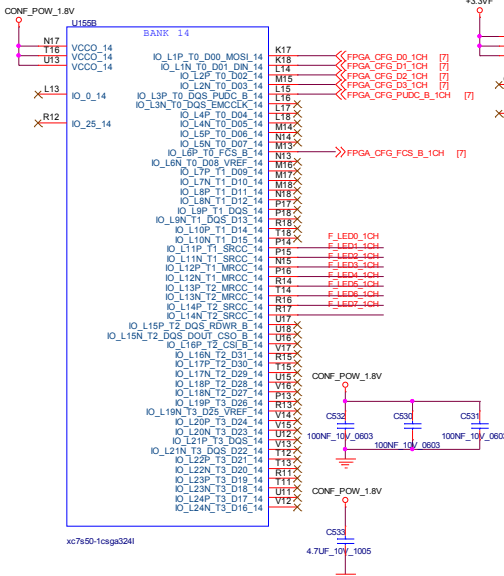 CONF_POW_1.8V
+3.3VF
U155B
BANK 14
N17 VCCO_14
T16 VCCO_14
U13 VCCO_14
L13 IO_0_14
R12 IO_25_14
IO_L1P_T0_D00_MOSI_14 K17 FPGA_CFG_D0_1CH [7]
IO_L1N_T0_D01_DIN_14 K18 FPGA_CFG_D1_1CH [7]
IO_L2P_T0_D02_14 L14 FPGA_CFG_D2_1CH [7]
IO_L2N_T0_D03_14 M15 FPGA_CFG_D3_1CH [7]
IO_L3P_T0_DQS_PUDC_B_14 L15 FPGA_CFG_PUDC_B_1CH [7]
IO_L3N_T0_DQS_EMCCLK_14 L16
IO_L4P_T0_D04_14 L17
IO_L4N_T0_D05_14 L18
IO_L5P_T0_D06_14 M14
IO_L5N_T0_D07_14 N14
IO_L6P_T0_FCS_B_14 M13 FPGA_CFG_FCS_B_1CH [7]
IO_L6N_T0_D08_VREF_14 N13
IO_L7P_T1_D09_14 M16
IO_L7N_T1_D10_14 M17
IO_L8P_T1_D11_14 M18
IO_L8N_T1_D12_14 N18
IO_L9P_T1_DQS_14 P17
IO_L9N_T1_DQS_D13_14 P18
IO_L10P_T1_D14_14 R18
IO_L10N_T1_D15_14 T18
IO_L11P_T1_SRCC_14 P14 F_LED0_1CH
IO_L11N_T1_SRCC_14 P15 F_LED1_1CH
IO_L12P_T1_MRCC_14 N15 F_LED2_1CH
IO_L12N_T1_MRCC_14 P16 F_LED3_1CH
IO_L13P_T2_MRCC_14 R14 F_LED4_1CH
IO_L13N_T2_MRCC_14 T14 F_LED5_1CH
IO_L14P_T2_SRCC_14 R16 F_LED6_1CH
IO_L14N_T2_SRCC_14 R17 F_LED7_1CH
IO_L15P_T2_DQS_RDWR_B_14 U17
IO_L15N_T2_DQS_DOUT_CSO_B_14 U18
IO_L16P_T2_CSI_B_14 U16
IO_L16N_T2_D31_14 V17
IO_L17P_T2_D30_14 R15
IO_L17N_T2_D29_14 T15
IO_L18P_T2_D28_14 U15
IO_L18N_T2_D27_14 V16
IO_L19P_T3_D26_14 P13
IO_L19N_T3_D25_VREF_14 R13
IO_L20P_T3_D24_14 V14
IO_L20N_T3_D23_14 V15
IO_L21P_T3_DQS_14 U12
IO_L21N_T3_DQS_D22_14 V13
IO_L22P_T3_D21_14 T12
IO_L22N_T3_D20_14 T13
IO_L23P_T3_D19_14 R11
IO_L23N_T3_D18_14 T11
IO_L24P_T3_D17_14 U11
IO_L24N_T3_D16_14 V12
xc7s50-1csga324I
CONF_POW_1.8V
C532 C530 C531
100NF_10V_0603 100NF_10V_0603 100NF_10V_0603
CONF_POW_1.8V
C533
4.7UF_10V_1005